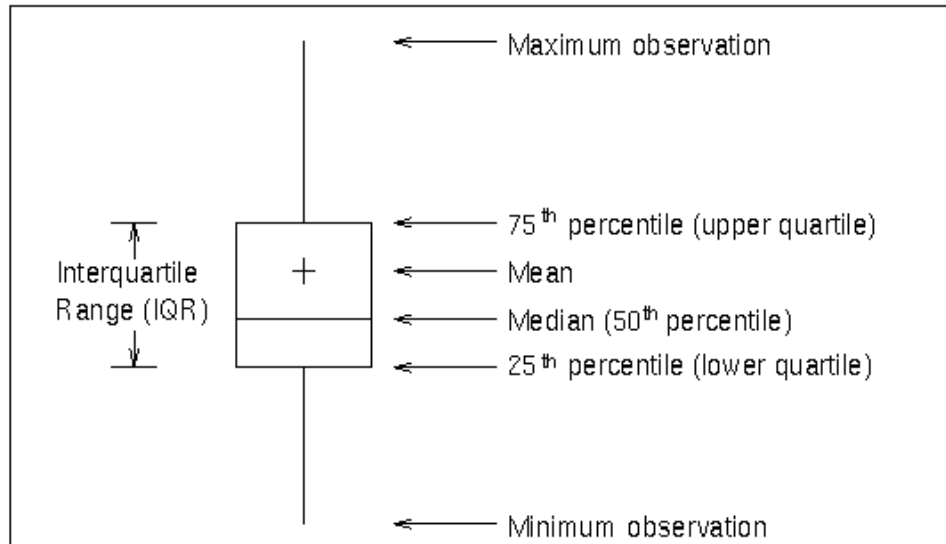 Maximum observation
75th percentile (upper quartile)
Interquartile
Range (IQR)
Mean
Median (50th percentile)
25th percentile (lower quartile)
Minimum observation